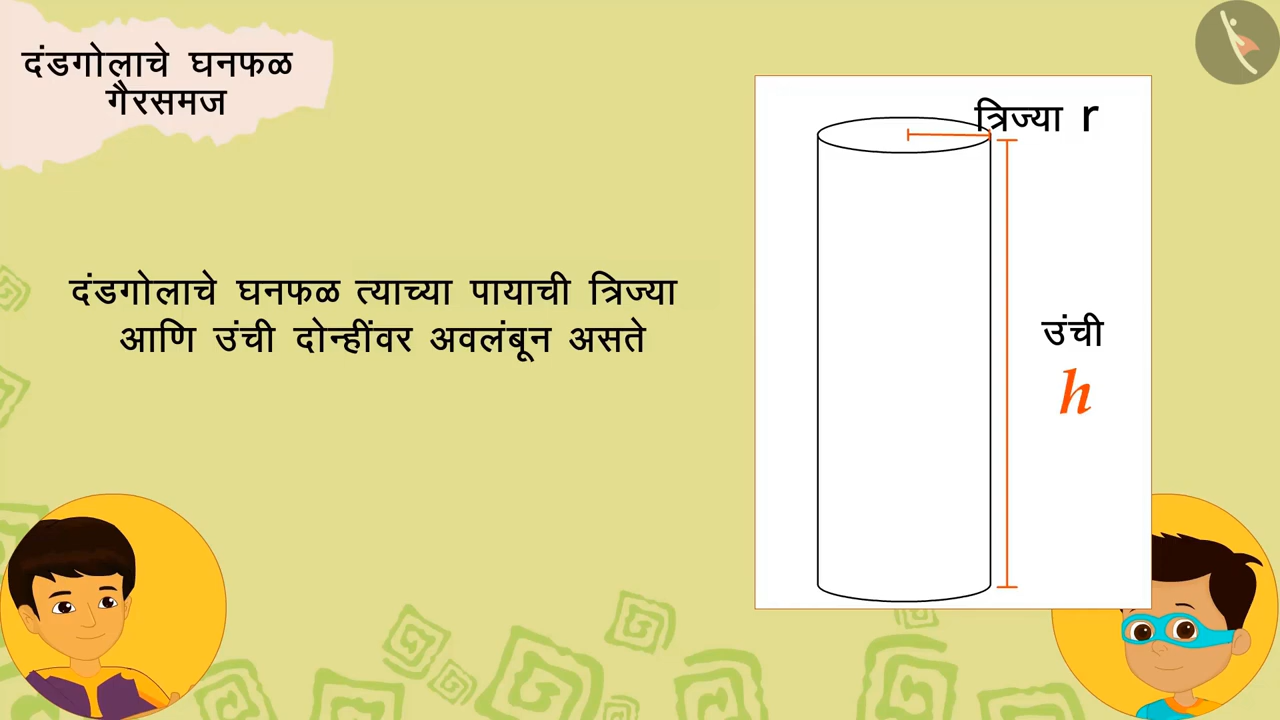 दंडगोलाचे घनफळ
गैरसमज
त्रिज्या r
दंडगोलाचे घनफळ त्याच्या पायाची त्रिज्या
आणि उंची दोन्हींवर अवलंबून असते
उंची
h